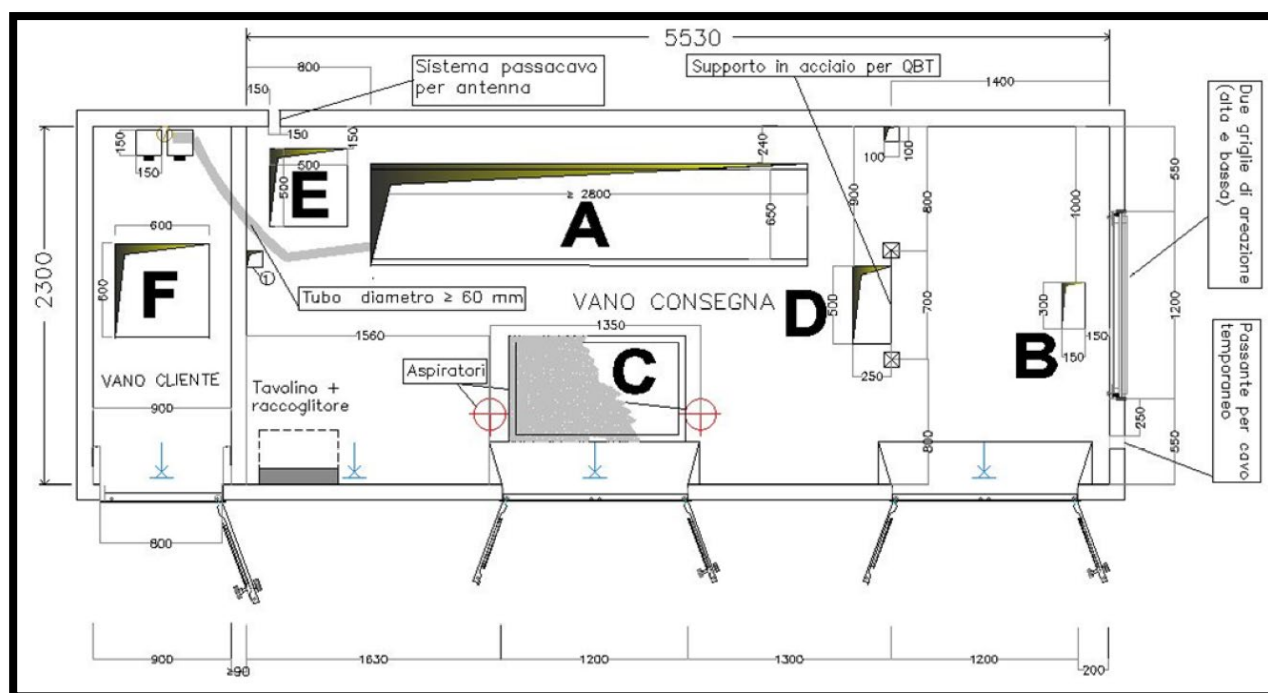 5530
800
Sistema passacavo
per antenna
Supporto in acciaio per QBT
1400
150
Due griglie di areazione
(alta e bassa)
150
150
150
150
240
100
100
550
500
500
E
≥ 2800
A
650
900
800
1000
600
600
F
1
2300
Tubo diametro ≥ 60 mm
VANO CONSEGNA
D
500
700
300
1200
1560
1350
B
150
150
250
Aspiratori
C
VANO CLIENTE
Tavolino +
raccoglitore
900
250
Passante per cavo
temporaneo
800
550
800
900
≥90
1630
1200
1300
1200
200